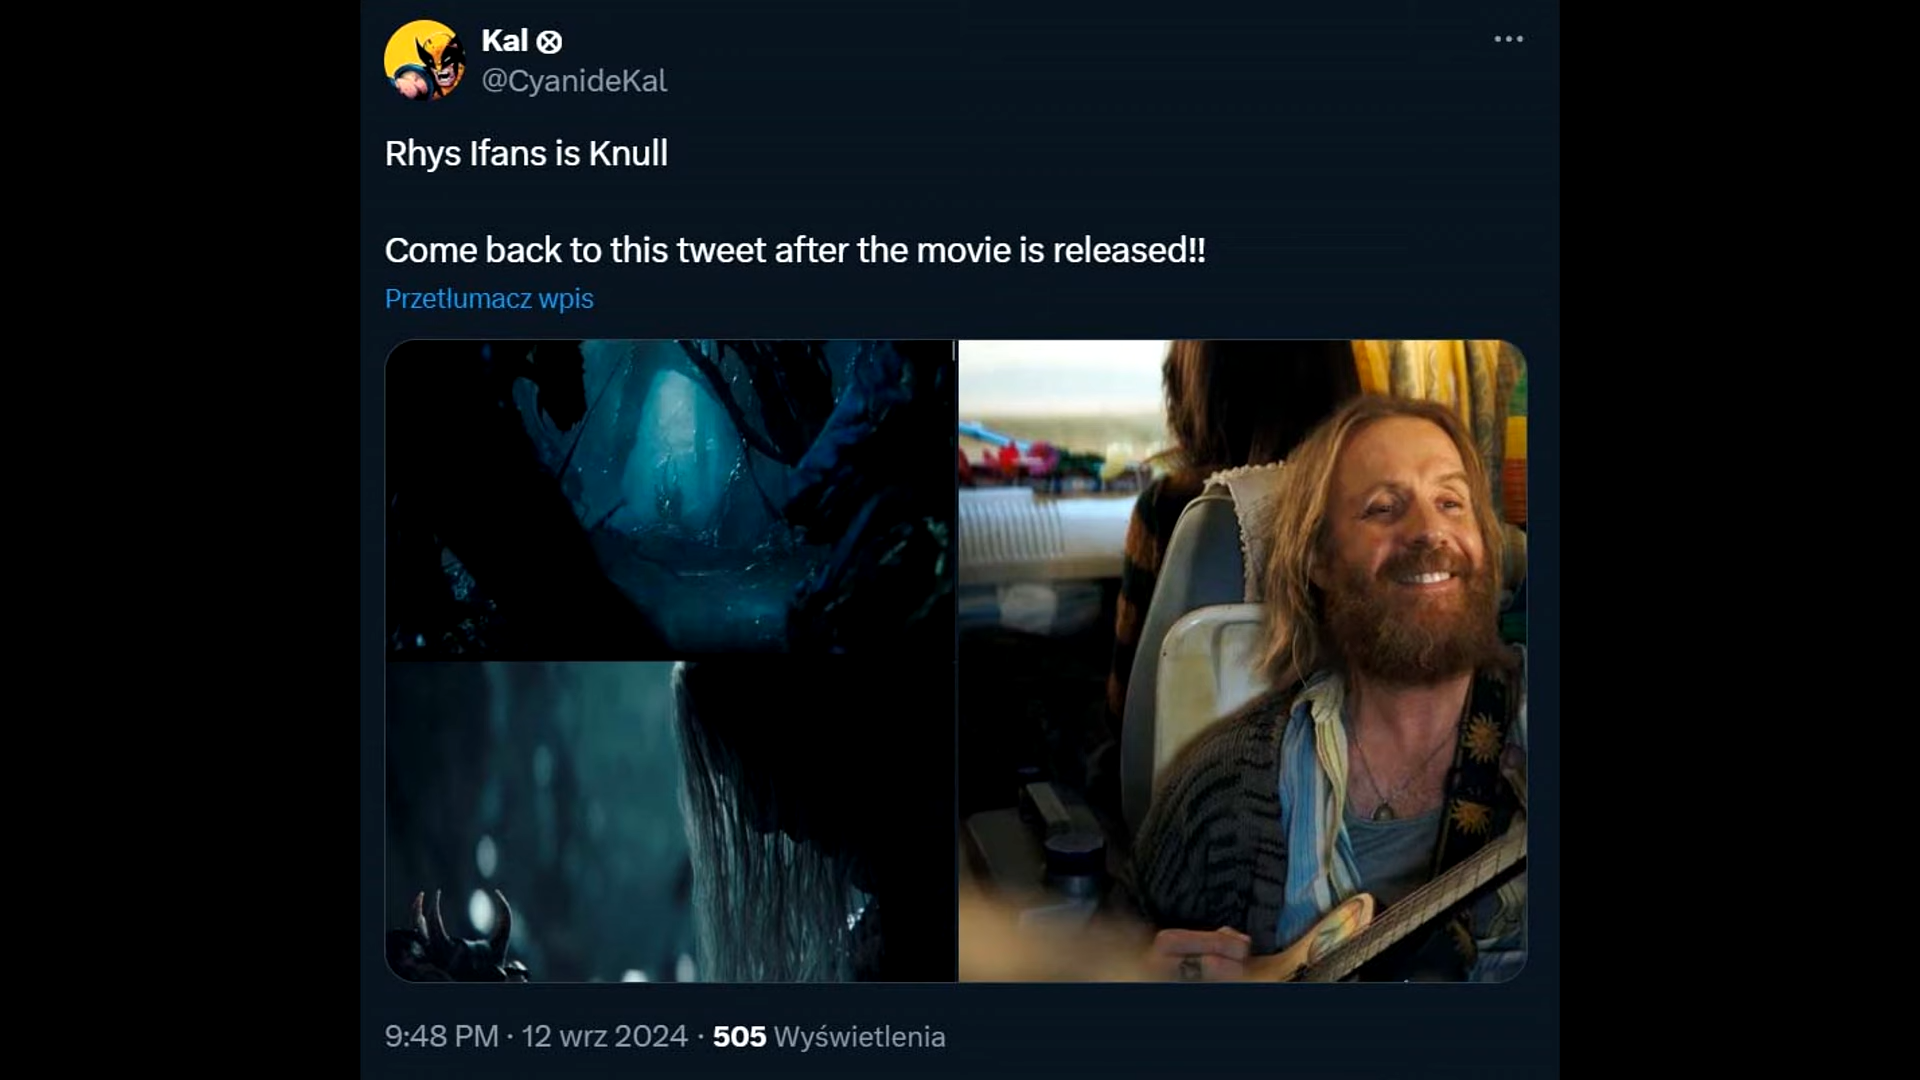 Kal ⊗
@CyanideKal
Rhys Ifans is Knull
Come back to this tweet after the movie is released!!
Przetłumacz wpis
9:48 PM · 12 wrz 2024 · 505 Wyświetlenia